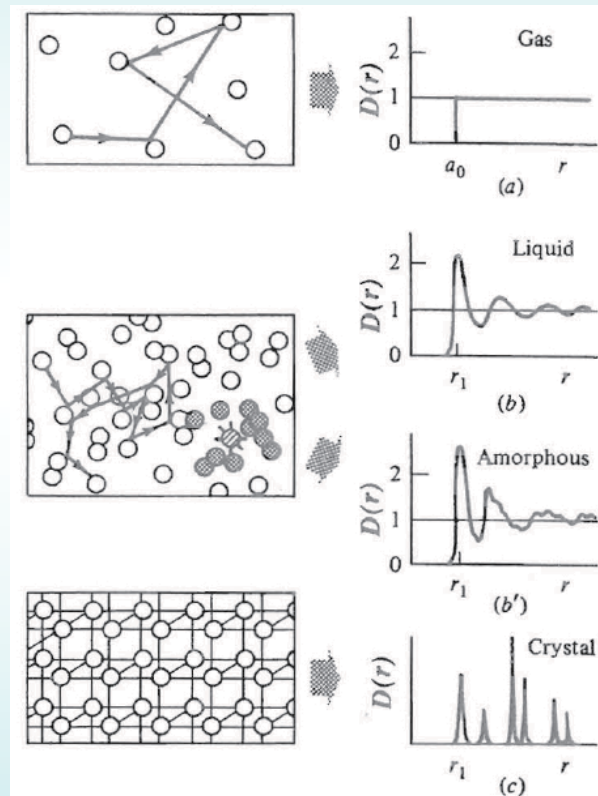 Gas
D(r)
2
1
0
a₀
r
(a)
Liquid
D(r)
2
1
0
r₁
r
(b)
Amorphous
D(r)
2
1
0
r₁
r
(b')
Crystal
D(r)
r₁
r
(c)